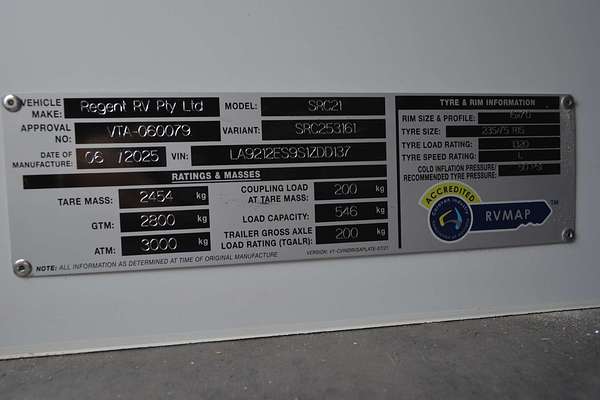 VEHICLE MAKE: Regent RV Pty Ltd MODEL: SRC21
APPROVAL NO: VTA-060079 VARIANT: SRC253161
DATE OF MANUFACTURE: 06 /2025 VIN: LA9212ES9S1ZDD137
RATINGS & MASSES
TARE MASS: 2454 kg COUPLING LOAD AT TARE MASS: 200 kg
GTM: 2800 kg LOAD CAPACITY: 546 kg
ATM: 3000 kg TRAILER GROSS AXLE LOAD RATING (TGALR): 200 kg
NOTE: ALL INFORMATION AS DETERMINED AT TIME OF ORIGINAL MANUFACTURE
TYRE & RIM INFORMATION
RIM SIZE & PROFILE:
TYRE SIZE: 235/75 R15
TYRE LOAD RATING:
TYRE SPEED RATING: L
COLD INFLATION PRESSURE/
RECOMMENDED TYRE PRESSURE: PSI
ACCREDITED
RVMAP
TM